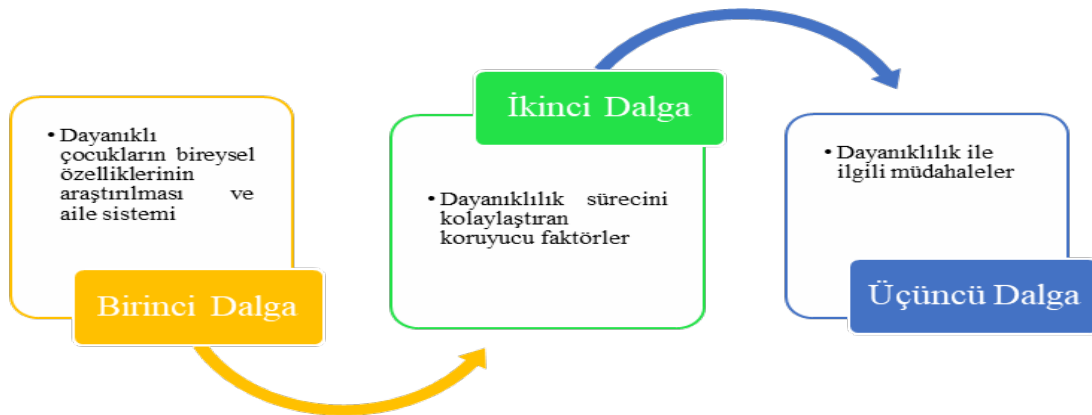 • Dayanıklı
çocukların bireysel
özelliklerinin
araştırılması ve
aile sistemi
Birinci Dalga
İkinci Dalga
• Dayanıklılık sürecini
kolaylaştıran
koruyucu faktörler
• Dayanıklılık ile
ilgili müdahaleler
Üçüncü Dalga